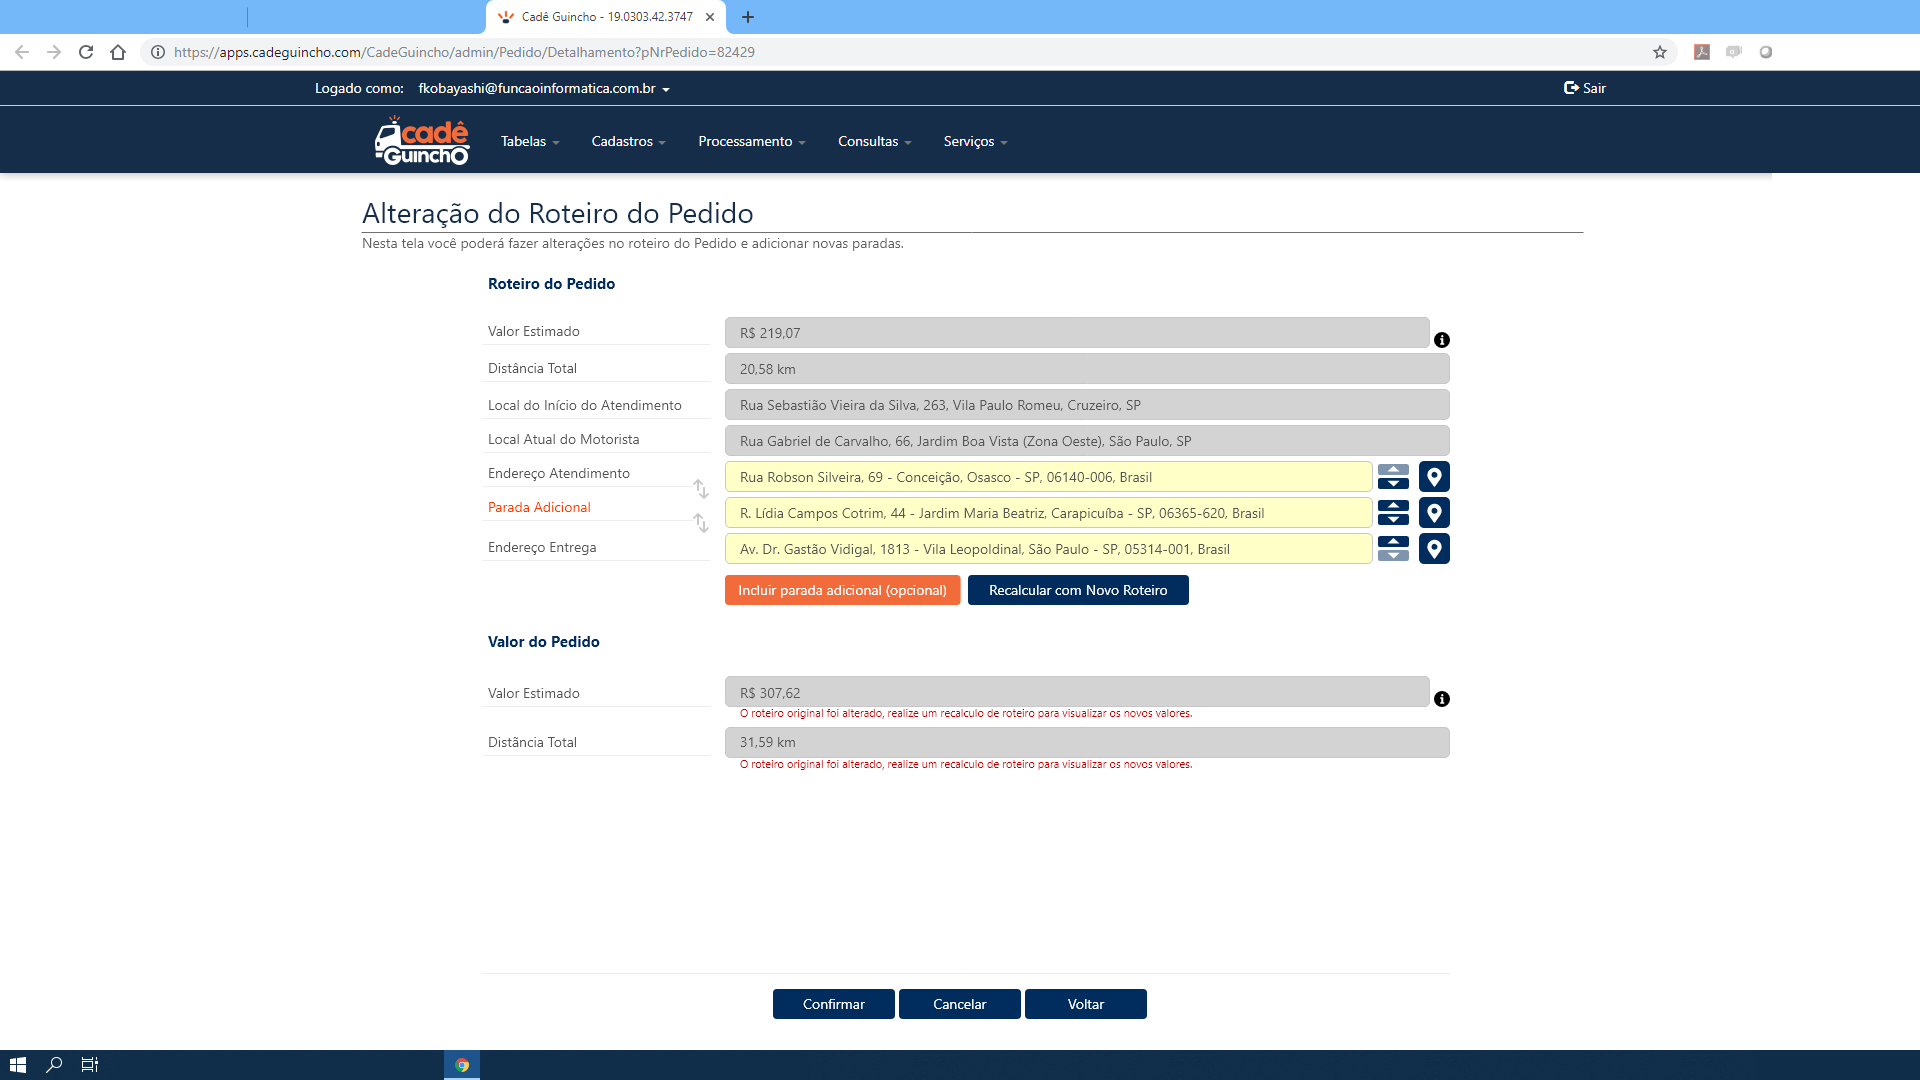 Cadê Guincho - 19.0303.42.3747
https://apps.cadeguincho.com/CadeGuincho/admin/Pedido/Detalhamento?pNrPedido=82429
Logado como: fkobayashi@funcaoinformatica.com.br
Sair
cadê
Guincho
Tabelas
Cadastros
Processamento
Consultas
Serviços
Alteração do Roteiro do Pedido
Nesta tela você poderá fazer alterações no roteiro do Pedido e adicionar novas paradas.
Roteiro do Pedido
Valor Estimado
R$ 219,07
Distância Total
20,58 km
Local do Início do Atendimento
Rua Sebastião Vieira da Silva, 263, Vila Paulo Romeu, Cruzeiro, SP
Local Atual do Motorista
Rua Gabriel de Carvalho, 66, Jardim Boa Vista (Zona Oeste), São Paulo, SP
Endereço Atendimento
Rua Robson Silveira, 69 - Conceição, Osasco - SP, 06140-006, Brasil
Parada Adicional
R. Lídia Campos Cotrim, 44 - Jardim Maria Beatriz, Carapicuíba - SP, 06365-620, Brasil
Endereço Entrega
Av. Dr. Gastão Vidigal, 1813 - Vila Leopoldinal, São Paulo - SP, 05314-001, Brasil
Incluir parada adicional (opcional)
Recalcular com Novo Roteiro
Valor do Pedido
Valor Estimado
R$ 307,62
O roteiro original foi alterado, realize um recalculo de roteiro para visualizar os novos valores.
Distãncia Total
31,59 km
O roteiro original foi alterado, realize um recalculo de roteiro para visualizar os novos valores.
Confirmar
Cancelar
Voltar